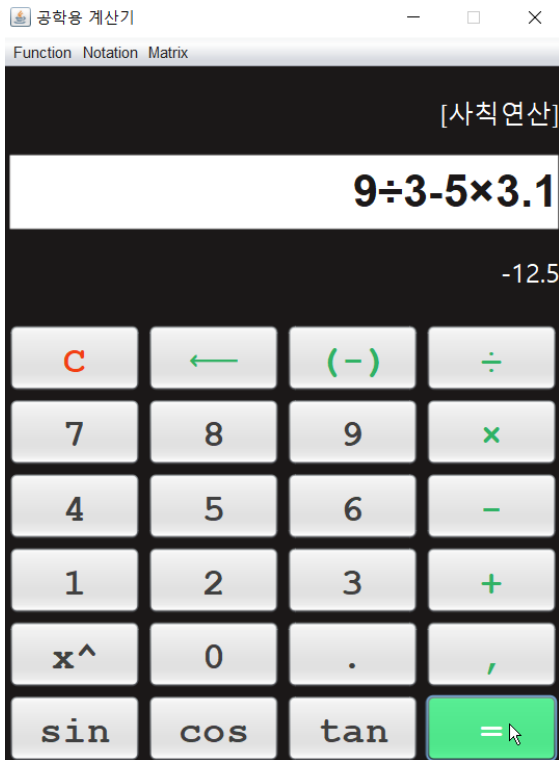 공학용 계산기
Function Notation Matrix
[사칙연산]
9÷3-5×3.1
-12.5
C ← (-) ÷
7 8 9 ×
4 5 6 -
1 2 3 +
x^ 0 . ,
sin cos tan =